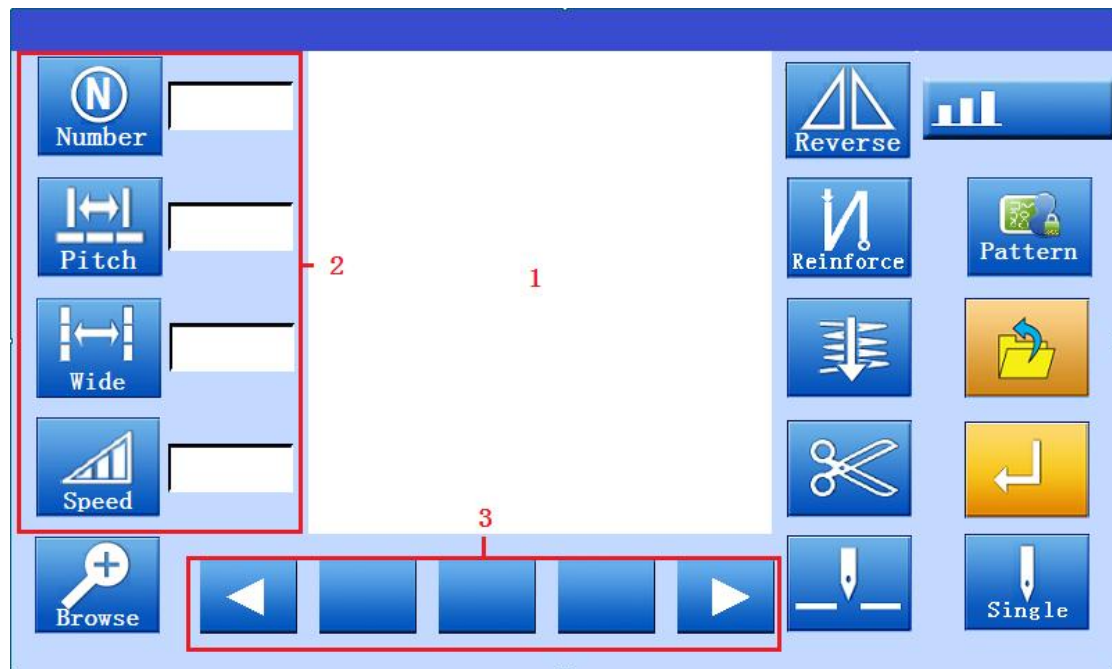 N
Number
Reverse
Pitch
2
1
Reinforce
Pattern
Wide
Speed
3
Browse
Single